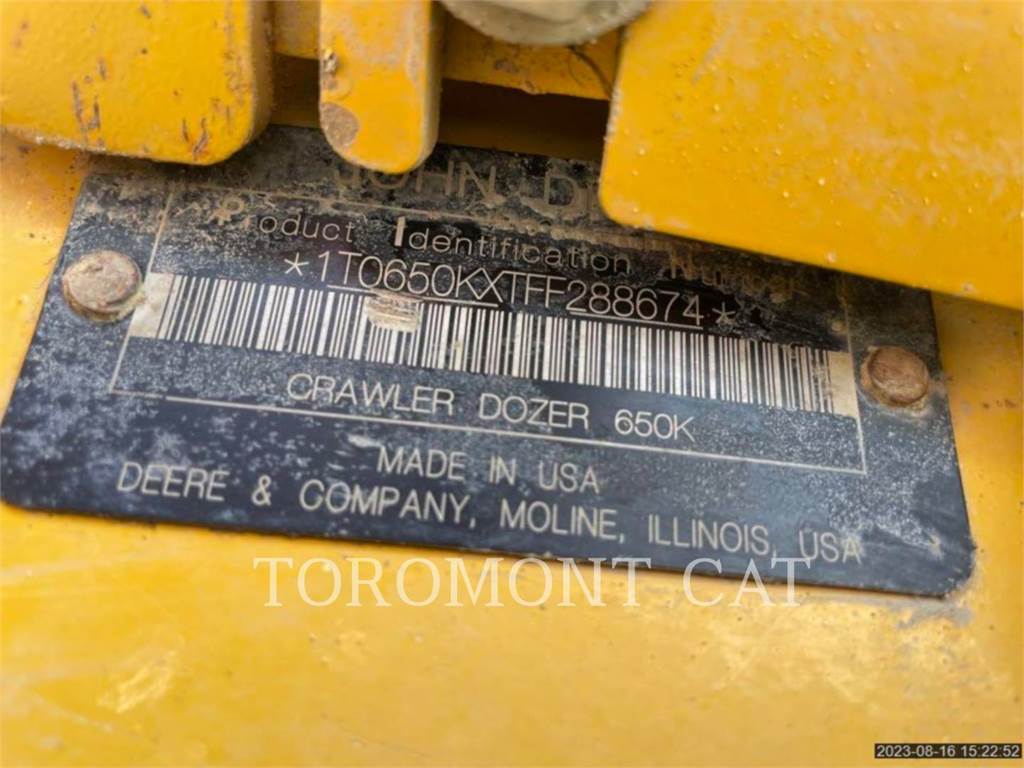 JOHN
Product Identification Number
*1T0650KXTFF288674*
CRAWLER DOZER 650K
MADE IN USA
DEERE & COMPANY, MOLINE, ILLINOIS, USA
TOROMONT CAT
2023-08-16 15:22:52